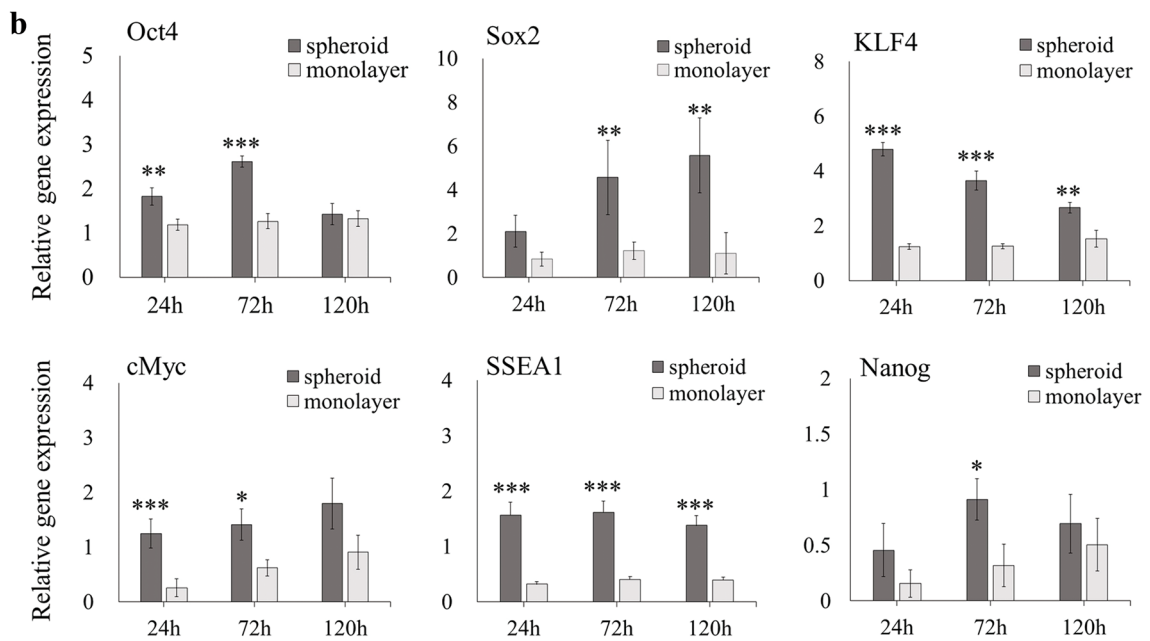 b
Oct4
Relative gene expression
spheroid
monolayer
5
4
3
2
1
0
**
***
24h
72h
120h
Sox2
spheroid
monolayer
10
8
6
4
2
0
**
**
24h
72h
120h
KLF4
spheroid
monolayer
8
6
4
2
0
***
***
**
24h
72h
120h
cMyc
Relative gene expression
spheroid
monolayer
4
3
2
1
0
***
*
24h
72h
120h
SSEA1
spheroid
monolayer
4
3
2
1
0
***
***
***
24h
72h
120h
Nanog
spheroid
monolayer
2
1.5
1
0.5
0
*
24h
72h
120h